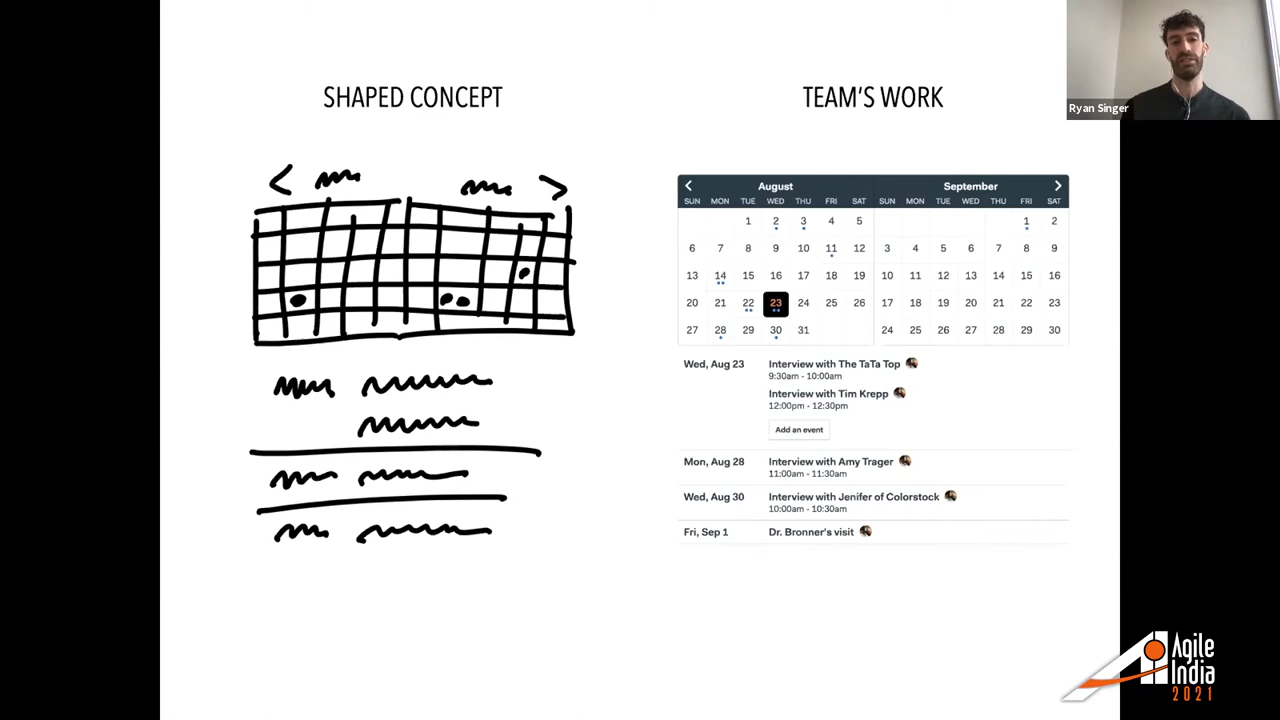 SHAPED CONCEPT
TEAM'S WORK
Ryan Singer
August September
SUN MON TUE WED THU FRI SAT SUN MON TUE WED THU FRI SAT
1 2 3 4 5 1 2
6 7 8 9 10 11 12 3 4 5 6 7 8 9
13 14 15 16 17 18 19 10 11 12 13 14 15 16
20 21 22 23 24 25 26 17 18 19 20 21 22 23
27 28 29 30 31 24 25 26 27 28 29 30
Wed, Aug 23 Interview with The TaTa Top
9:30am - 10:00am
Interview with Tim Krepp
12:00pm - 12:30pm
Add an event
Mon, Aug 28 Interview with Amy Trager
11:00am - 11:30am
Wed, Aug 30 Interview with Jenifer of Colorstock
10:00am - 10:30am
Fri, Sep 1 Dr. Bronner's visit
Agile
India
2021